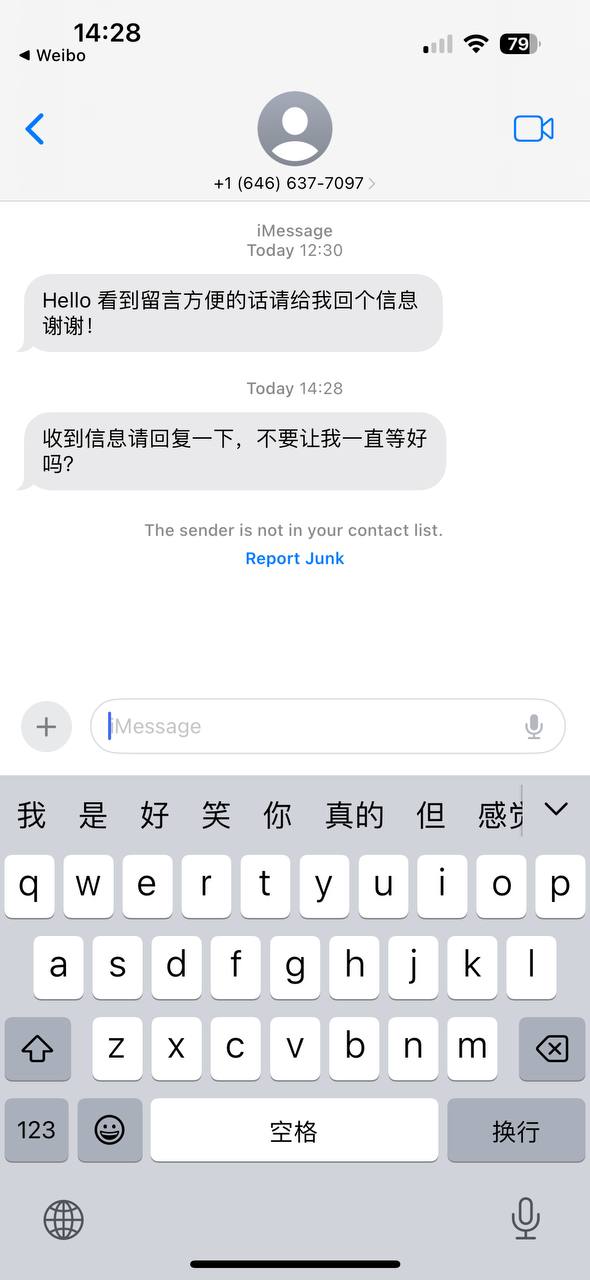 14:28
◀ Weibo
79
+1 (646) 637-7097
iMessage
Today 12:30
Hello 看到留言方便的话请给我回个信息
谢谢！
Today 14:28
收到信息请回复一下，不要让我一直等好
吗？
The sender is not in your contact list.
Report Junk
iMessage
我 是 好 笑 你 真的 但 感
q w e r t y u i o p
a s d f g h j k l
z x c v b n m
123 空格 换行